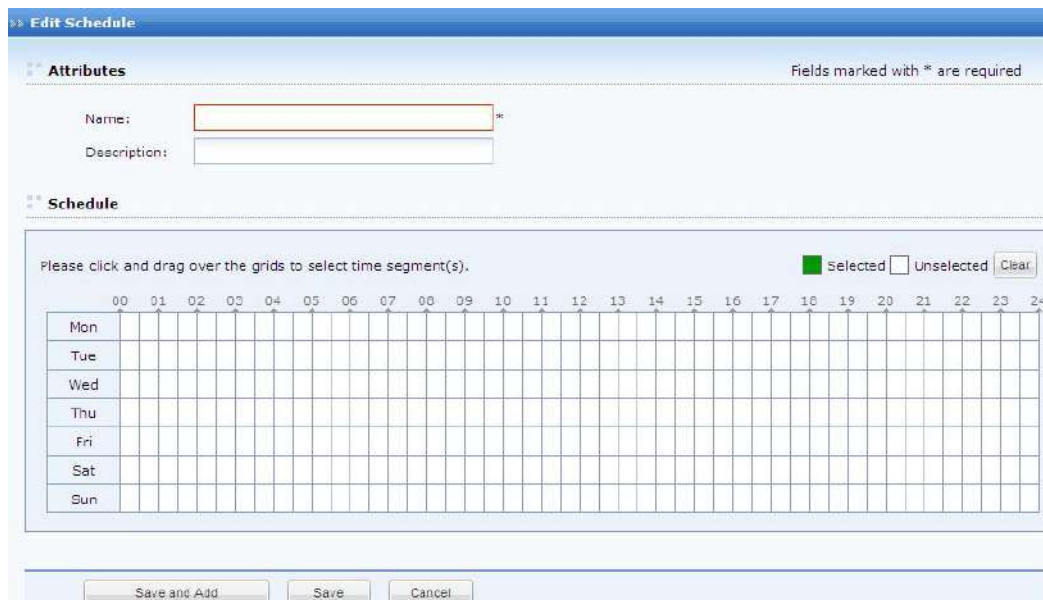 »» Edit Schedule
Attributes
Fields marked with * are required
Name:
*
Description:
Schedule
Please click and drag over the grids to select time segment(s).
Selected Unselected Clear
00 01 02 03 04 05 06 07 08 09 10 11 12 13 14 15 16 17 18 19 20 21 22 23 24
Mon
Tue
Wed
Thu
Fri
Sat
Sun
Save and Add Save Cancel